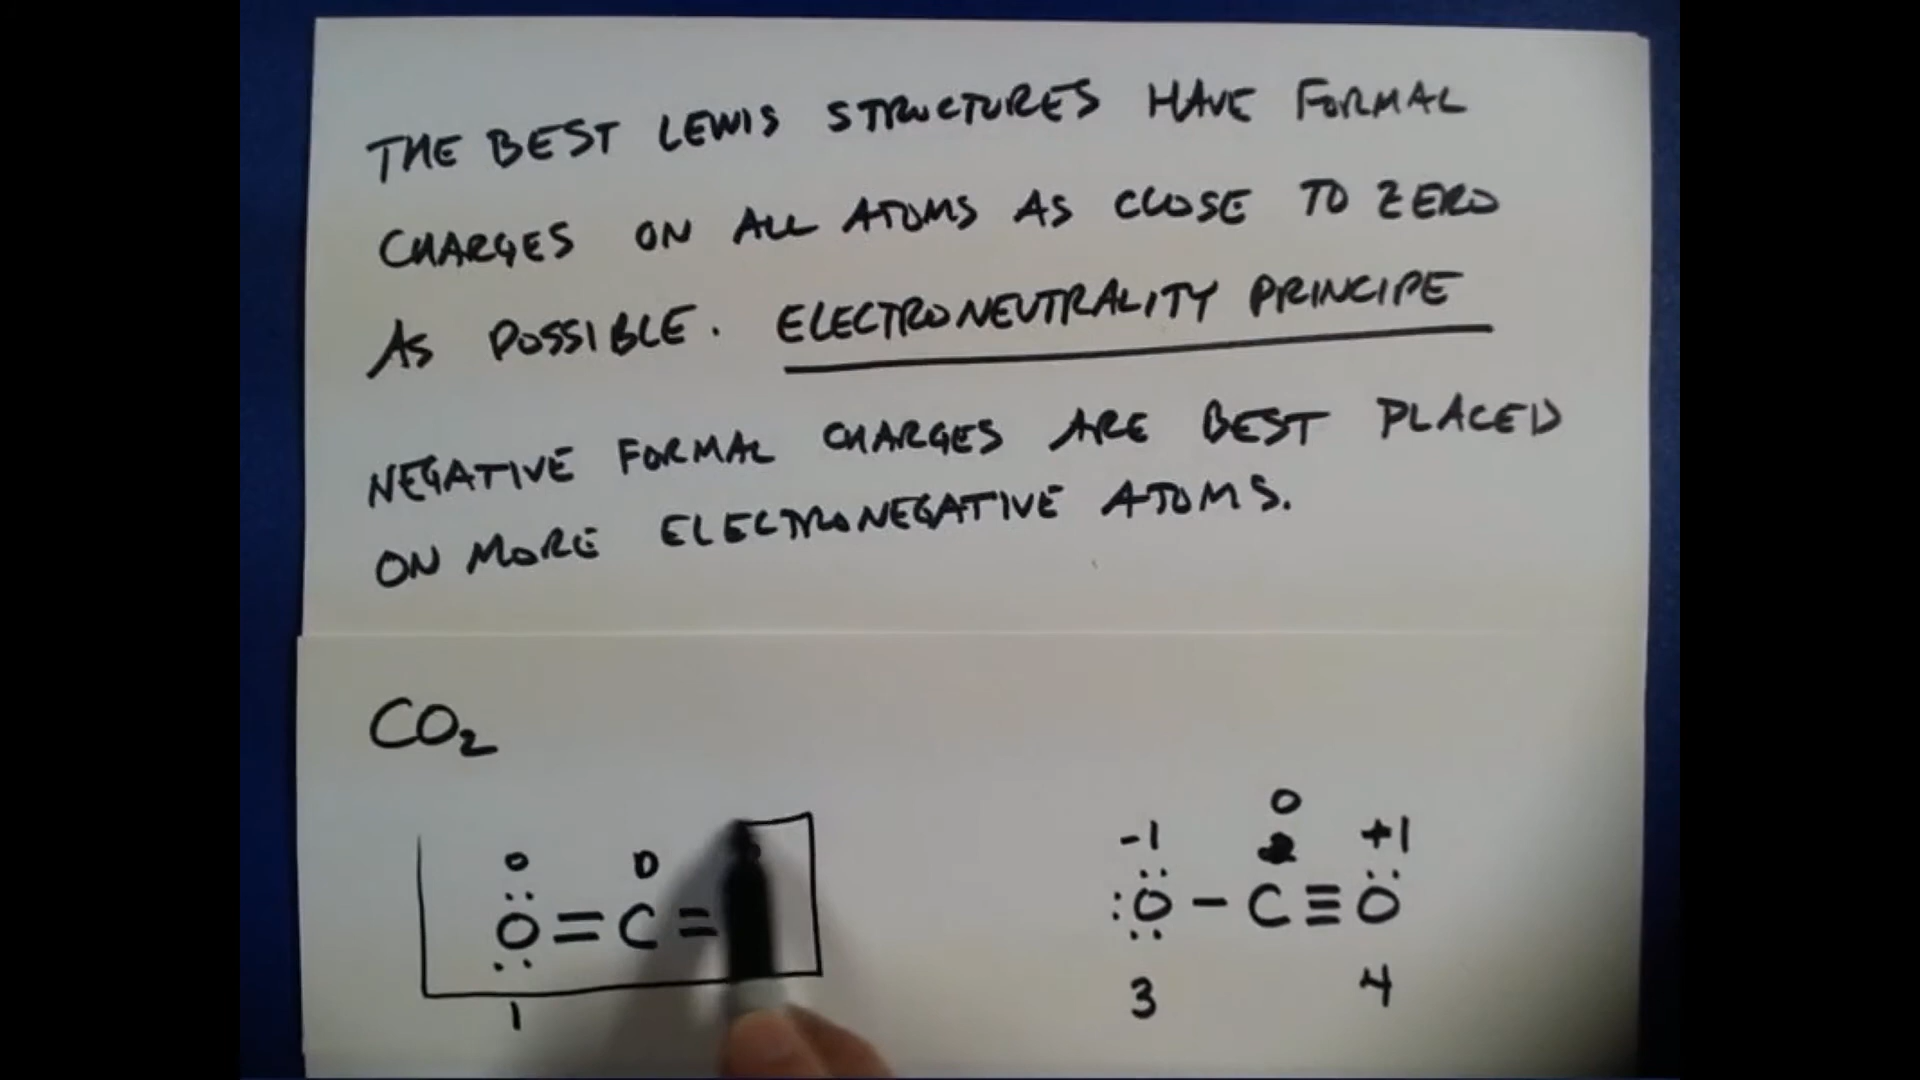 THE BEST LEWIS STRUCTURES HAVE FORMAL
CHARGES ON ALL ATOMS AS CLOSE TO ZERO
AS POSSIBLE. ELECTRONEUTRALITY PRINCIPE
NEGATIVE FORMAL CHARGES ARE BEST PLACED
ON MORE ELECTRONEGATIVE ATOMS.
CO₂
0 0
O=C=
1
-1 0 +1
O-C≡O
3 4